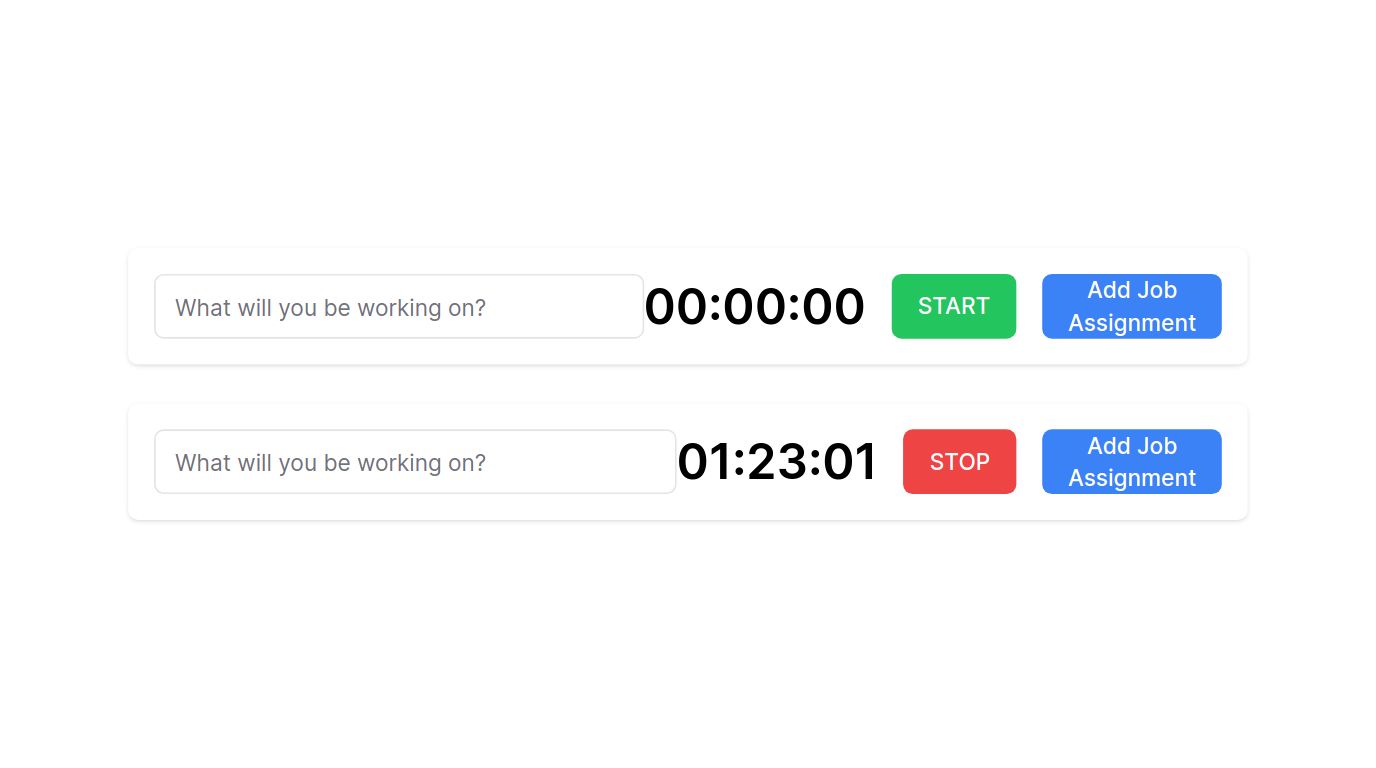 What will you be working on? 00:00:00 START Add Job
Assignment
What will you be working on? 01:23:01 STOP Add Job
Assignment